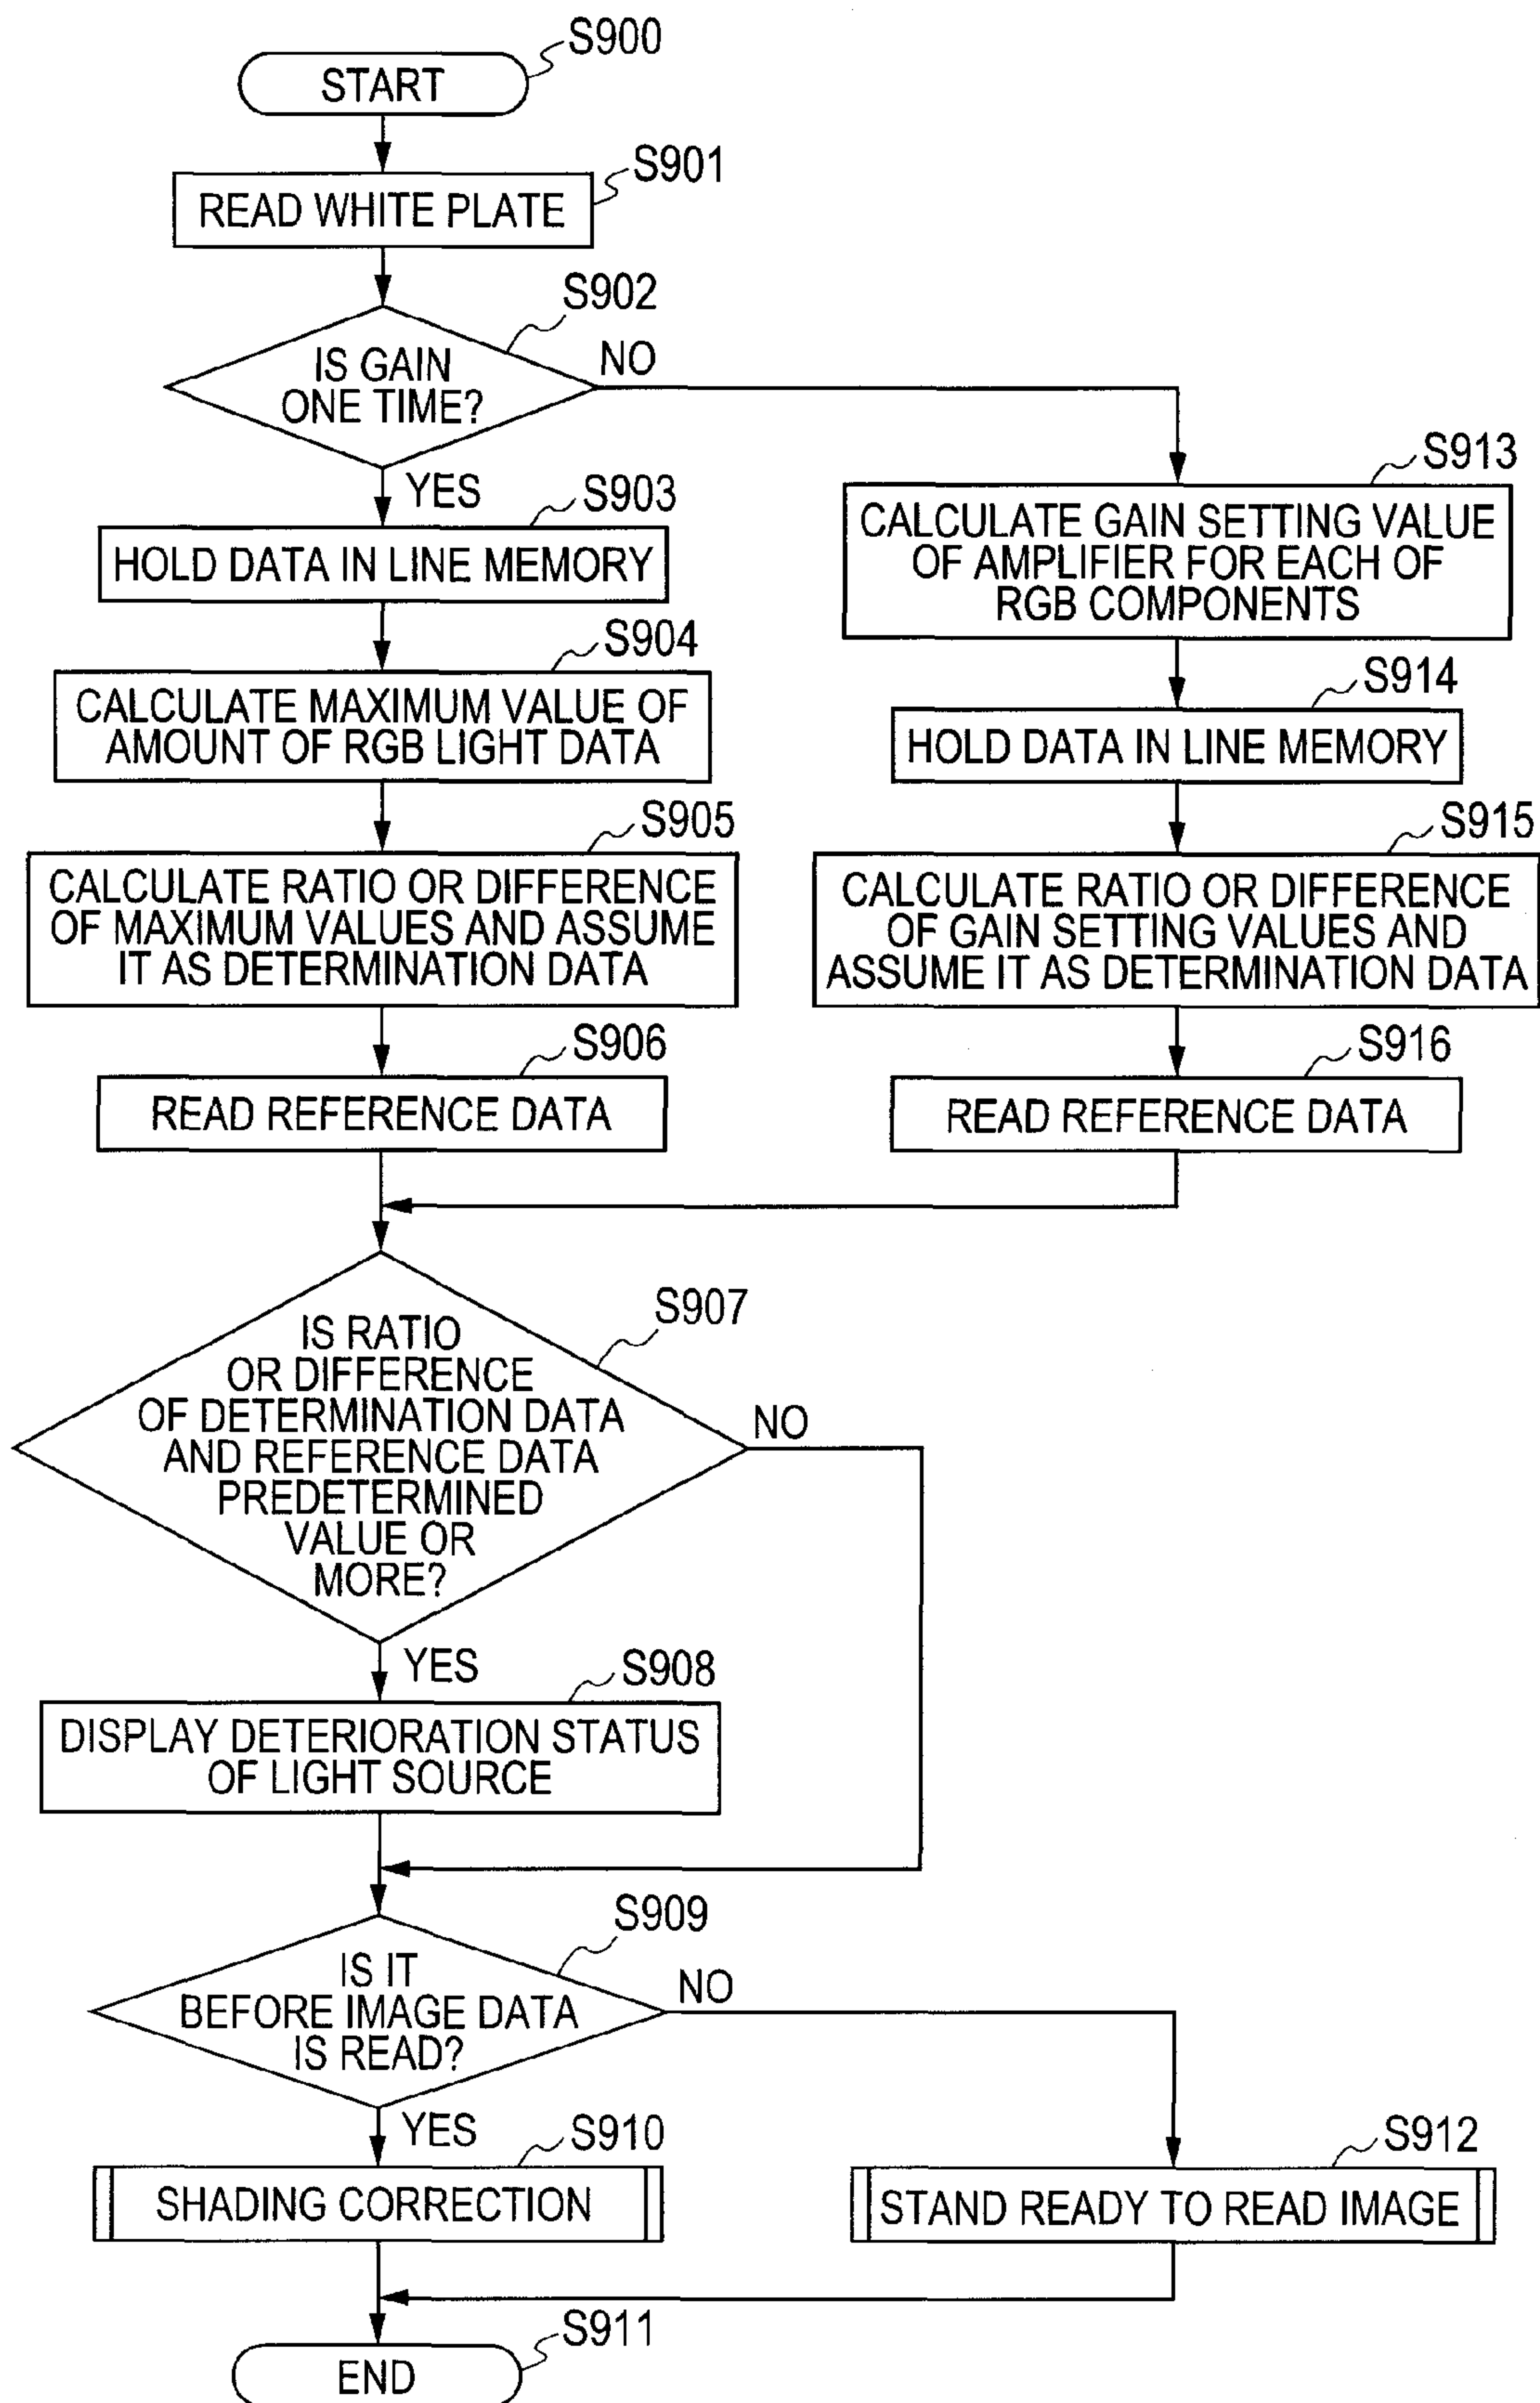 S900
START
S901
READ WHITE PLATE
S902
IS GAIN
ONE TIME?
NO
YES
S903
HOLD DATA IN LINE MEMORY
S904
CALCULATE MAXIMUM VALUE OF
AMOUNT OF RGB LIGHT DATA
S905
CALCULATE RATIO OR DIFFERENCE
OF MAXIMUM VALUES AND ASSUME
IT AS DETERMINATION DATA
S906
READ REFERENCE DATA
S913
CALCULATE GAIN SETTING VALUE
OF AMPLIFIER FOR EACH OF
RGB COMPONENTS
S914
HOLD DATA IN LINE MEMORY
S915
CALCULATE RATIO OR DIFFERENCE
OF GAIN SETTING VALUES AND
ASSUME IT AS DETERMINATION DATA
S916
READ REFERENCE DATA
S907
IS RATIO
OR DIFFERENCE
OF DETERMINATION DATA
AND REFERENCE DATA
PREDETERMINED
VALUE OR
MORE?
NO
YES
S908
DISPLAY DETERIORATION STATUS
OF LIGHT SOURCE
S909
IS IT
BEFORE IMAGE DATA
IS READ?
NO
YES
S910
SHADING CORRECTION
S912
STAND READY TO READ IMAGE
S911
END